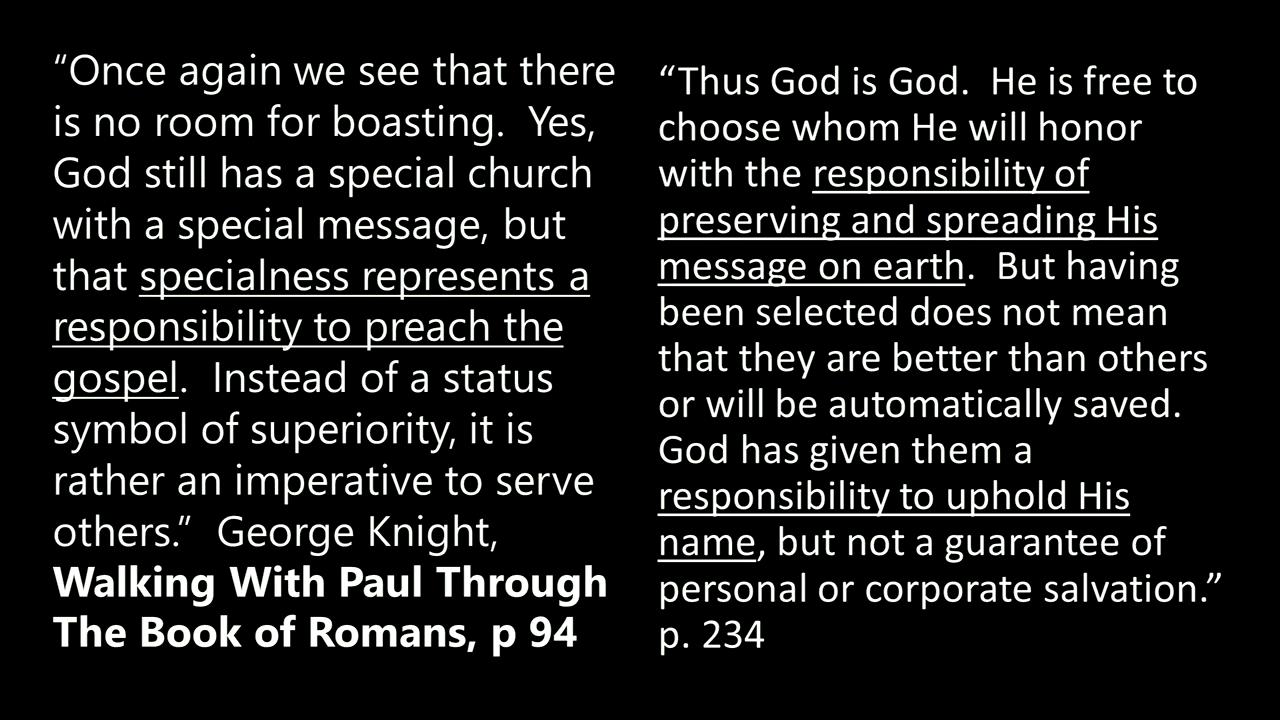 “Once again we see that there
is no room for boasting.  Yes,
God still has a special church
with a special message, but
that specialness represents a
responsibility to preach the
gospel.  Instead of a status
symbol of superiority, it is
rather an imperative to serve
others.”  George Knight,
Walking With Paul Through
The Book of Romans, p 94
“Thus God is God.  He is free to
choose whom He will honor
with the responsibility of
preserving and spreading His
message on earth.  But having
been selected does not mean
that they are better than others
or will be automatically saved.
God has given them a
responsibility to uphold His
name, but not a guarantee of
personal or corporate salvation.”
p. 234